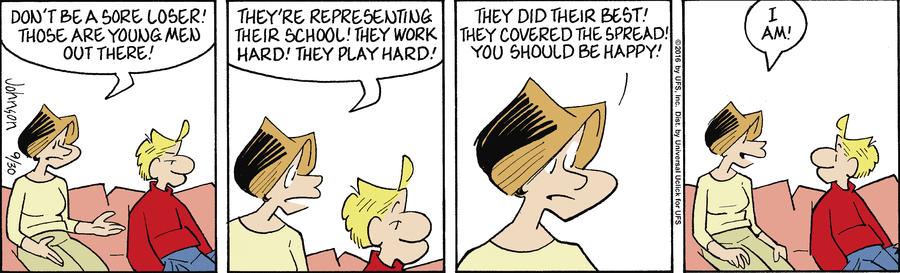 DON'T BE A SORE LOSER!
THOSE ARE YOUNG MEN
OUT THERE!
Johnson 9/30
THEY'RE REPRESENTING
THEIR SCHOOL! THEY WORK
HARD! THEY PLAY HARD!
THEY DID THEIR BEST!
THEY COVERED THE SPREAD!
YOU SHOULD BE HAPPY!
©2016 by UFS, Inc. Dist. by Universal Uclick for UFS
I
AM!